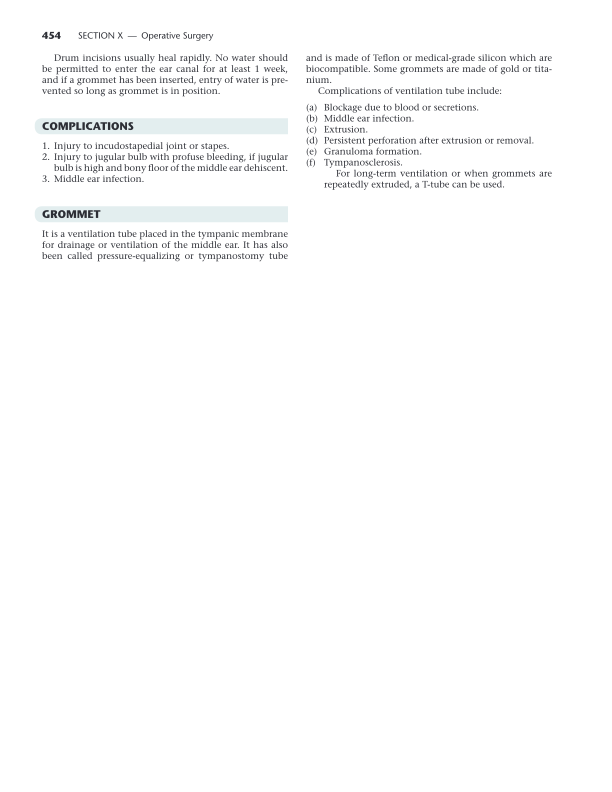 454 SECTION X — Operative Surgery
Drum incisions usually heal rapidly. No water should
be permitted to enter the ear canal for at least 1 week,
and if a grommet has been inserted, entry of water is pre-
vented so long as grommet is in position.
COMPLICATIONS
1. Injury to incudostapedial joint or stapes.
2. Injury to jugular bulb with profuse bleeding, if jugular
bulb is high and bony floor of the middle ear dehiscent.
3. Middle ear infection.
GROMMET
It is a ventilation tube placed in the tympanic membrane
for drainage or ventilation of the middle ear. It has also
been called pressure-equalizing or tympanostomy tube
and is made of Teflon or medical-grade silicon which are
biocompatible. Some grommets are made of gold or tita-
nium.
Complications of ventilation tube include:
(a) Blockage due to blood or secretions.
(b) Middle ear infection.
(c) Extrusion.
(d) Persistent perforation after extrusion or removal.
(e) Granuloma formation.
(f) Tympanosclerosis.
For long-term ventilation or when grommets are
repeatedly extruded, a T-tube can be used.